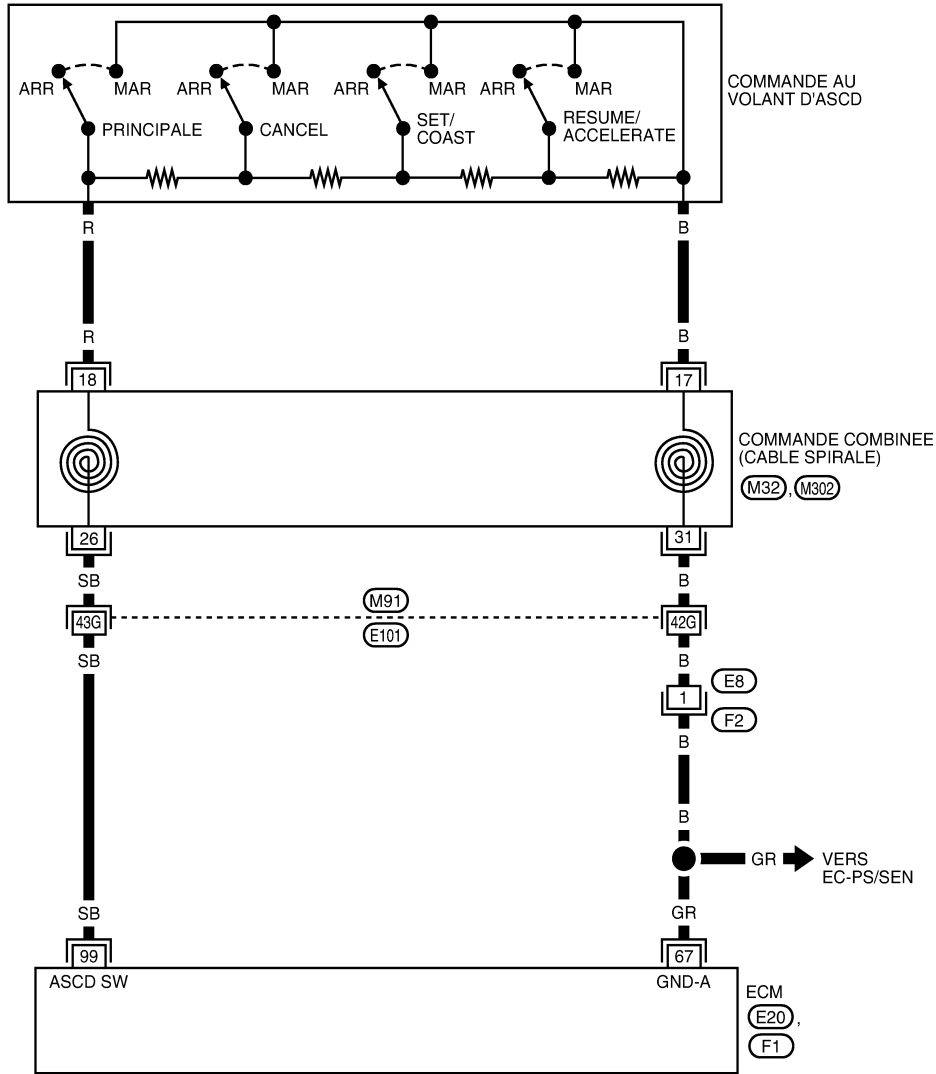 ARR MAR ARR MAR ARR MAR ARR MAR
COMMANDE AU
VOLANT D'ASCD
PRINCIPALE
CANCEL
SET/
COAST
RESUME/
ACCELERATE
R B
R B
18 17
COMMANDE COMBINEE
(CABLE SPIRALE)
M32, M302
26 31
SB B
M91
43G 42G
E101
SB B
E8
1
F2
B
B
GR VERS
EC-PS/SEN
SB GR
99 67
ASCD SW GND-A
ECM
E20,
F1